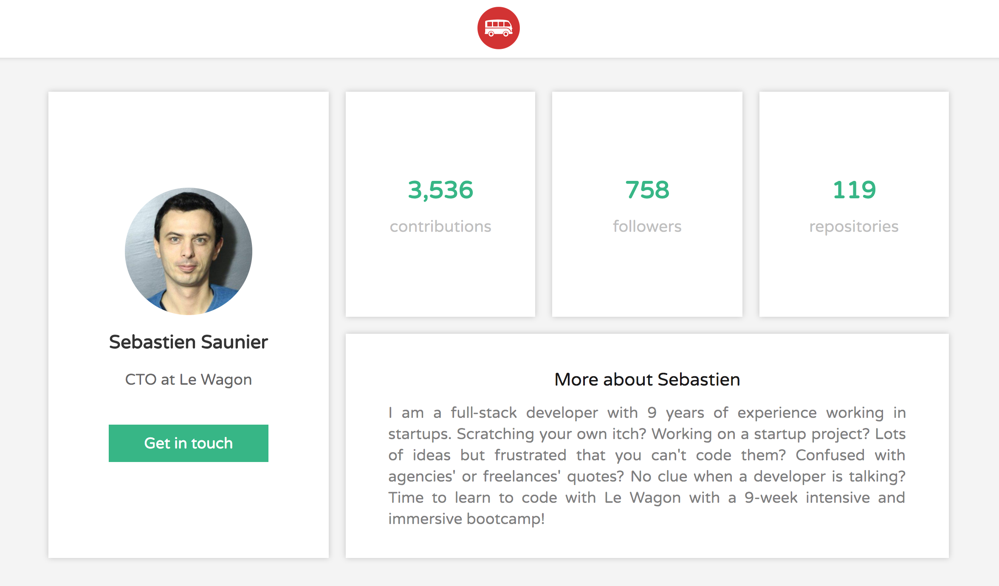 Sebastien Saunier
CTO at Le Wagon
Get in touch
3,536
contributions
758
followers
119
repositories
More about Sebastien
I am a full-stack developer with 9 years of experience working in
startups. Scratching your own itch? Working on a startup project? Lots
of ideas but frustrated that you can't code them? Confused with
agencies' or freelances' quotes? No clue when a developer is talking?
Time to learn to code with Le Wagon with a 9-week intensive and
immersive bootcamp!